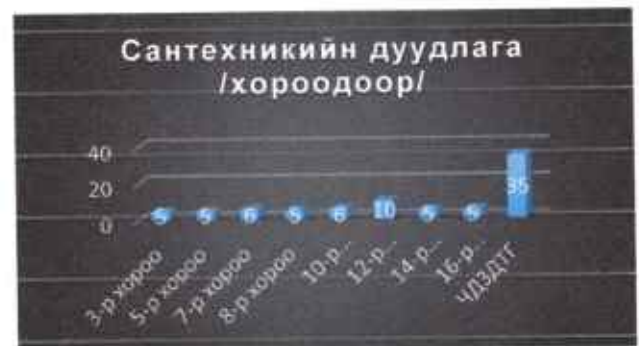 Сантехникийн дуудлага
/хороодоор/
40
20
0
5
5
6
5
6
10
5
5
35
3-р хороо
5-р хороо
7-р хороо
8-р хороо
10-р...
12-р...
14-р...
16-р...
ЧДЗДТГ